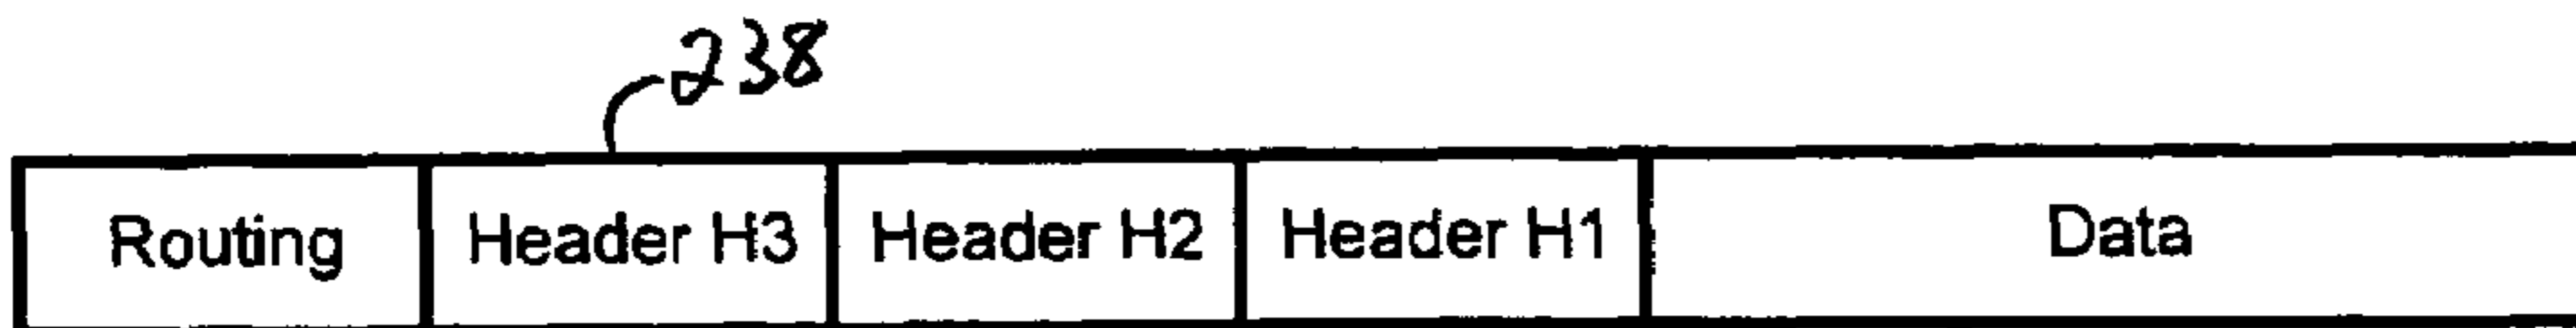 238
Routing Header H3 Header H2 Header H1 Data